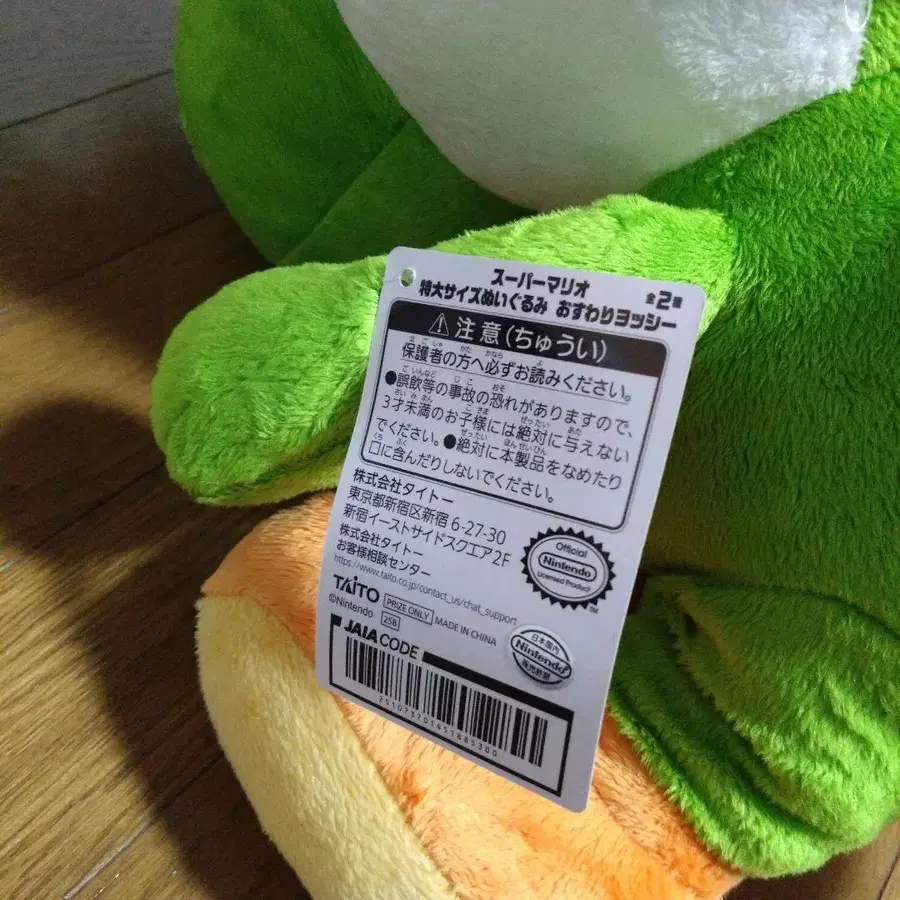 スーパーマリオ 全2種
特大サイズぬいぐるみ おすわりヨッシー
⚠注意(ちゅうい)
保護者の方へ必ずお読みください。
●誤飲等の事故の恐れがありますので、
3才未満のお子様には絶対に与えない
でください。●絶対に本製品をなめたり
口に含んだりしないでください。
株式会社タイトー
東京都新宿区新宿 6-27-30
新宿イーストサイドスクエア 2F
株式会社タイトー
お客様相談センター
https://www.taito.co.jp/contact_us/chat_support
TAITO
©Nintendo
PRIZE ONLY
MADE IN CHINA
25B
Official
Nintendo
Licensed Product
TM
日本国内
Nintendo
販売許諾
JAIA CODE
251073701451885300